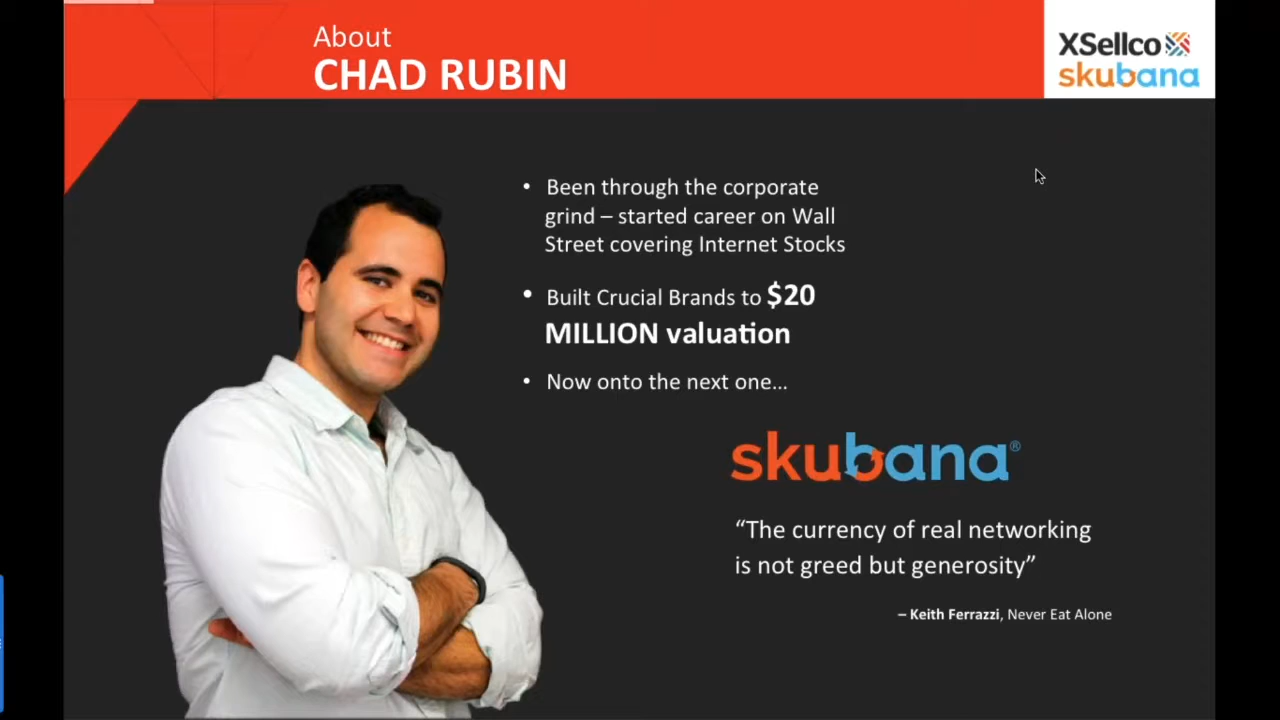 About
CHAD RUBIN
XSellco
skubana
• Been through the corporate
grind – started career on Wall
Street covering Internet Stocks
• Built Crucial Brands to $20
MILLION valuation
• Now onto the next one...
skubana®
“The currency of real networking
is not greed but generosity”
– Keith Ferrazzi, Never Eat Alone